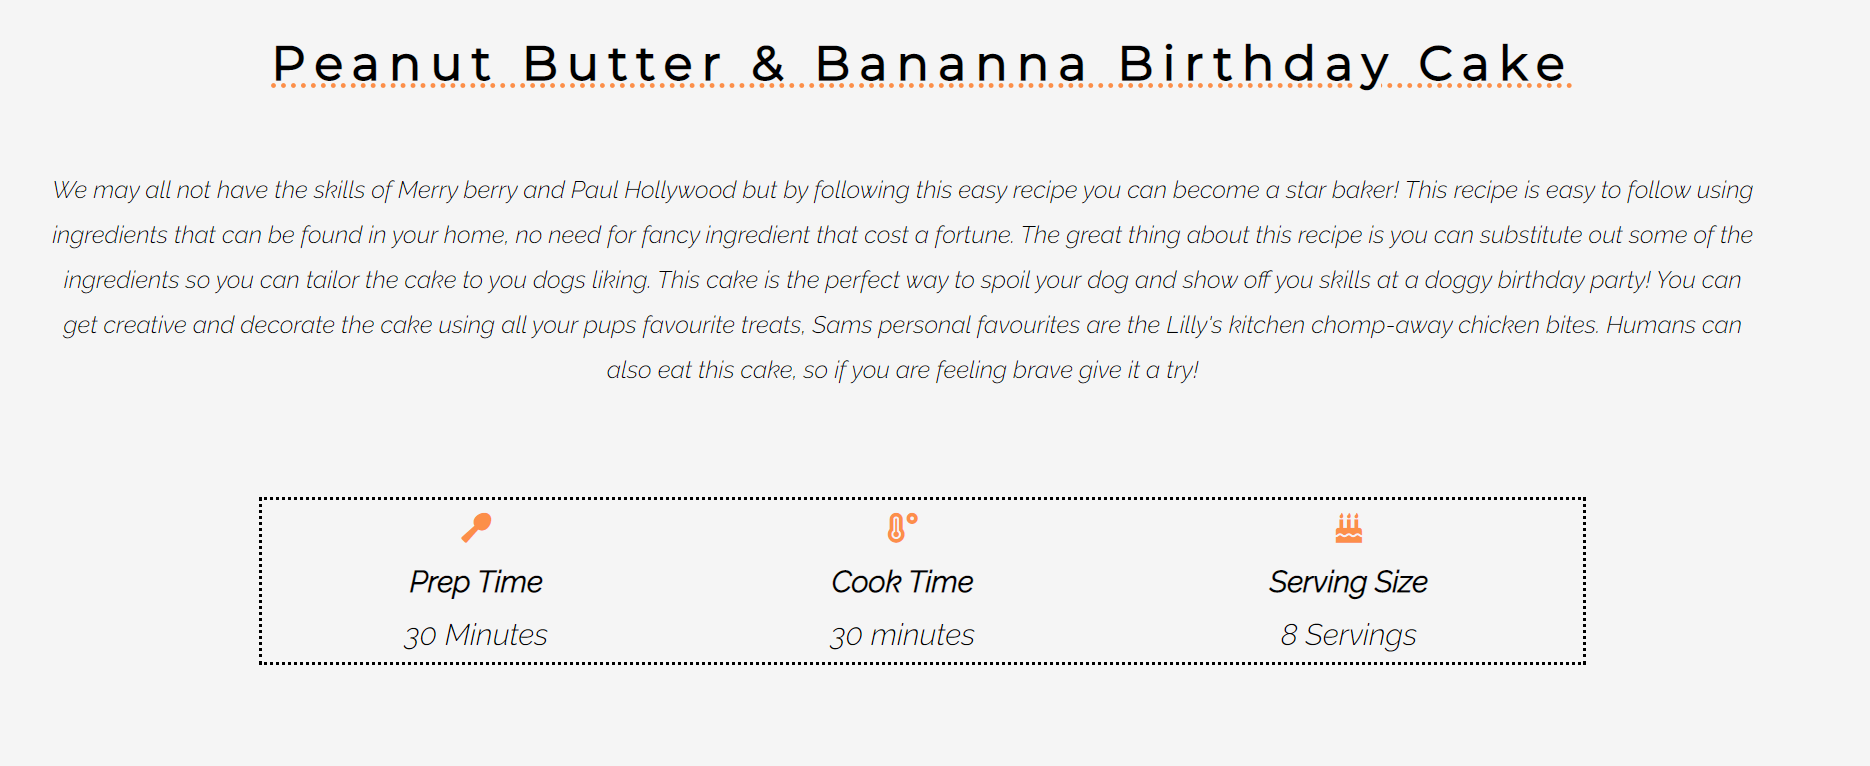 Peanut Butter & Bananna Birthday Cake
We may all not have the skills of Merry berry and Paul Hollywood but by following this easy recipe you can become a star baker! This recipe is easy to follow using
ingredients that can be found in your home, no need for fancy ingredient that cost a fortune. The great thing about this recipe is you can substitute out some of the
ingredients so you can tailor the cake to you dogs liking. This cake is the perfect way to spoil your dog and show off you skills at a doggy birthday party! You can
get creative and decorate the cake using all your pups favourite treats, Sams personal favourites are the Lilly's kitchen chomp-away chicken bites. Humans can
also eat this cake, so if you are feeling brave give it a try!
Prep Time Cook Time Serving Size
30 Minutes 30 minutes 8 Servings